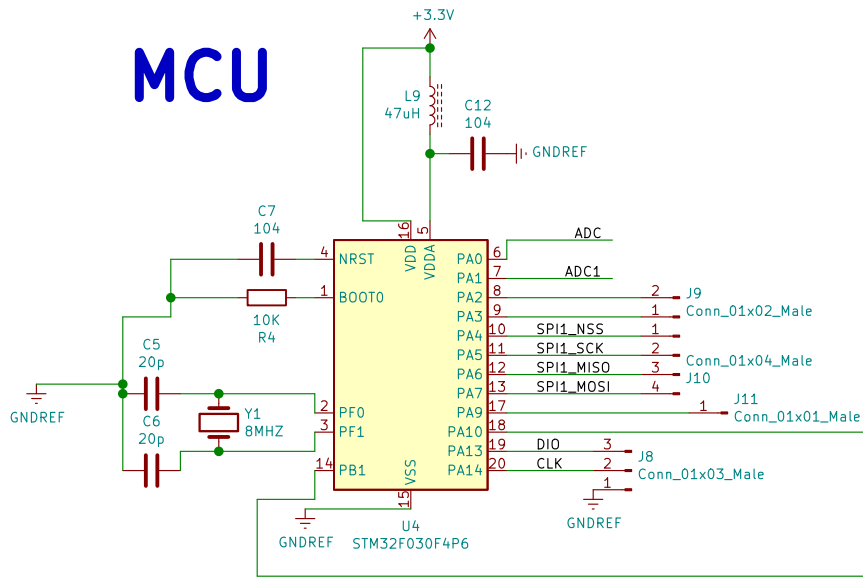 +3.3V
MCU
L9
47uH
C12
104
GNDREF
C7
104
16
5
VDD
VDDA
4
NRST
PA0
6
ADC
PA1
7
ADC1
1
BOOT0
PA2
8
2
J9
PA3
9
1
Conn_01x02_Male
10K
R4
PA4
10
SPI1_NSS
1
PA5
11
SPI1_SCK
2
Conn_01x04_Male
PA6
12
SPI1_MISO
3
J10
PA7
13
SPI1_MOSI
4
C5
20p
GNDREF
C6
20p
Y1
8MHZ
2
PF0
PA9
17
1
J11
Conn_01x01_Male
3
PF1
PA10
18
PA13
19
DIO
3
J8
14
PB1
PA14
20
CLK
2
Conn_01x03_Male
1
VSS
15
GNDREF
GNDREF
U4
STM32F030F4P6